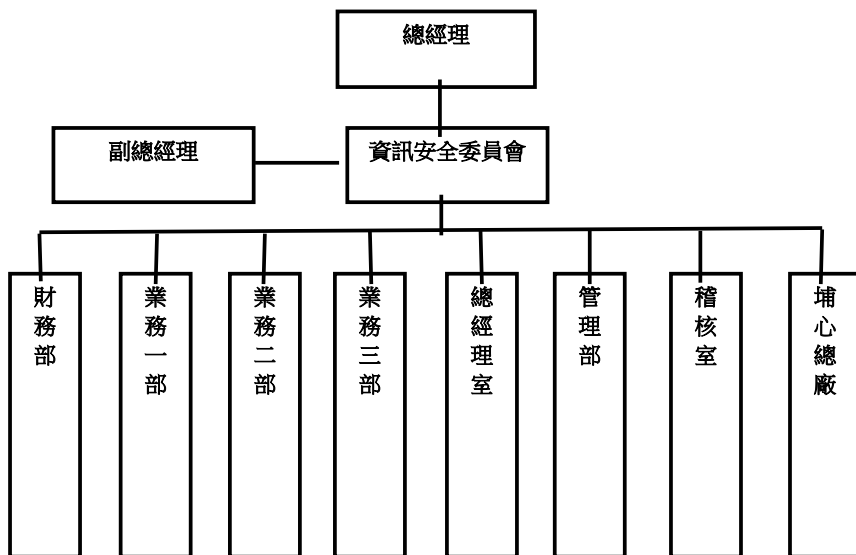 總經理
副總經理
資訊安全委員會
財務部
業務一部
業務二部
業務三部
總經理室
管理部
稽核室
埔心總廠